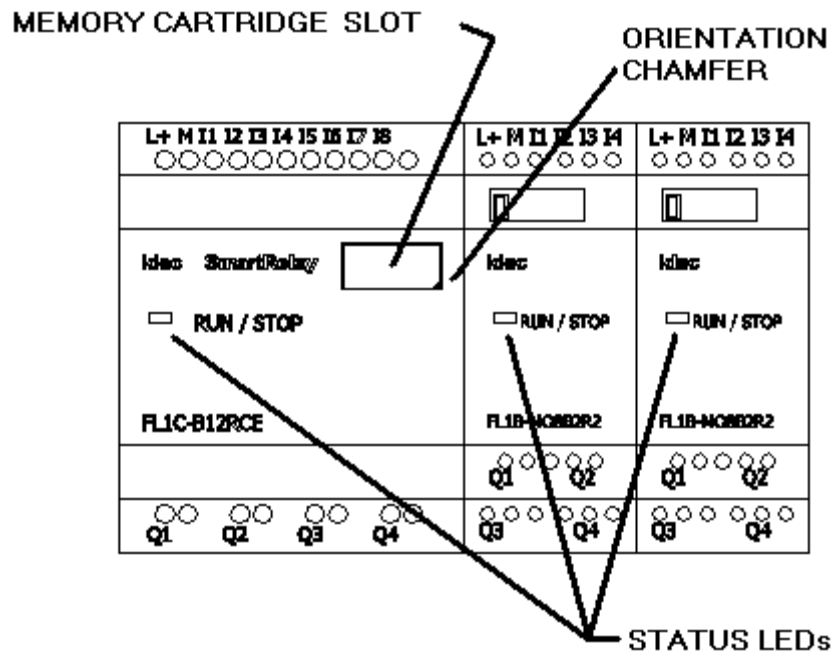 MEMORY CARTRIDGE SLOT
ORIENTATION
CHAMFER
L+ M I1 I2 I3 I4 I5 I6 I7 I8
L+ M I1 I2 I3 I4
L+ M I1 I2 I3 I4
idec SmartRelay
idec
idec
RUN / STOP
RUN / STOP
RUN / STOP
FL1C-B12RCE
Q1 Q2
Q1 Q2
Q1 Q2 Q3 Q4
Q3 Q4
Q3 Q4
STATUS LEDs